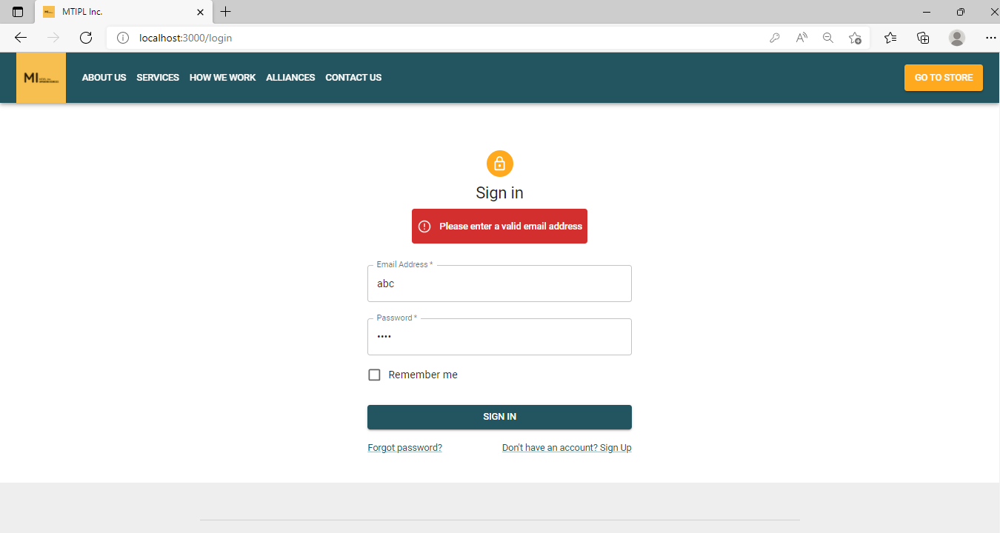 MTIPL Inc.
localhost:3000/login
MI
ABOUT US SERVICES HOW WE WORK ALLIANCES CONTACT US
GO TO STORE
Sign in
Please enter a valid email address
Email Address *
abc
Password *
••••
Remember me
SIGN IN
Forgot password?
Don't have an account? Sign Up